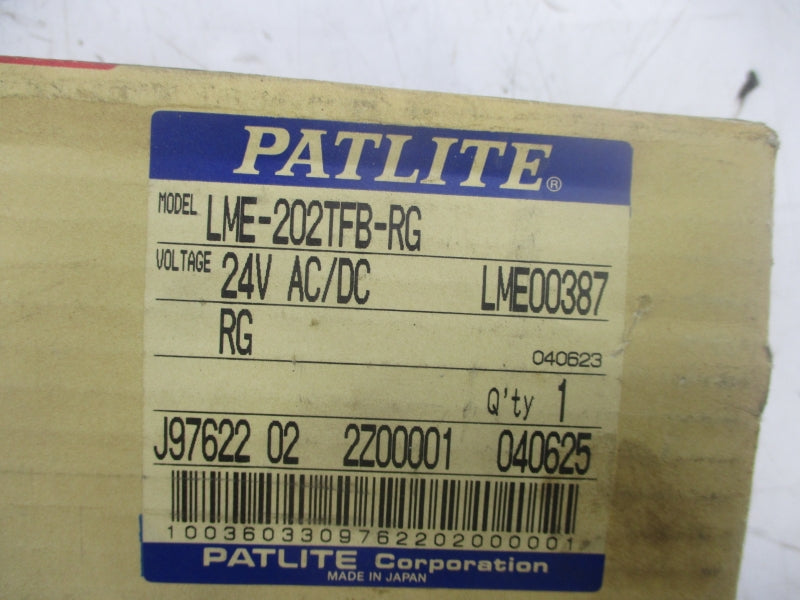 PATLITE®
MODEL LME-202TFB-RG
VOLTAGE 24V AC/DC LME00387
RG 040623
Q'ty 1
J97622 02 2Z00001 040625
1003603309762202000001
PATLITE Corporation
MADE IN JAPAN